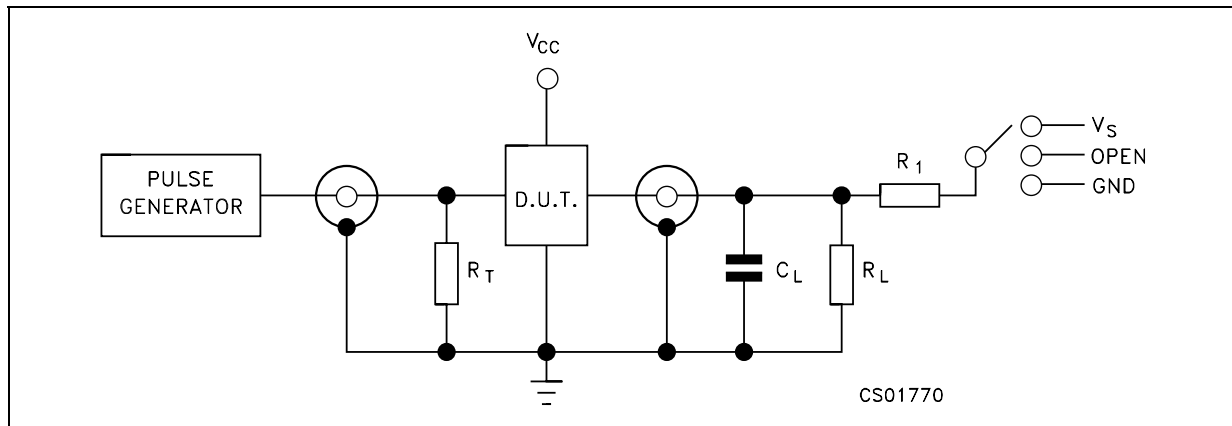 V_CC
PULSE
GENERATOR
R_T
D.U.T.
C_L
R_L
R_1
V_S
OPEN
GND
CS01770